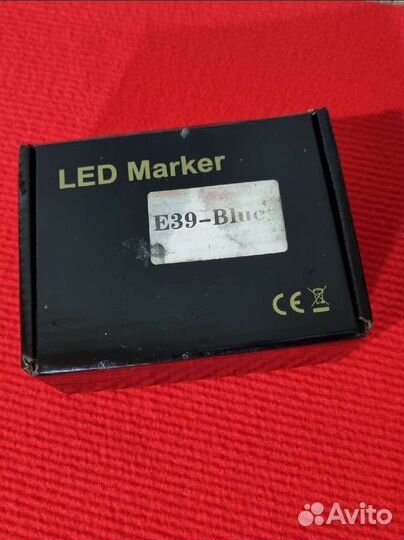 LED Marker
E39-Blue
CE
Avito